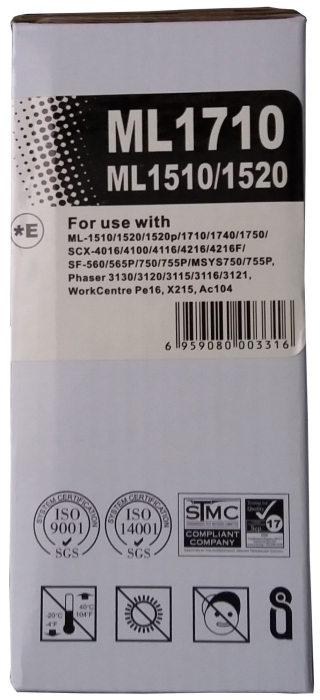 ML1710
ML1510/1520
*E
For use with
ML-1510/1520/1520p/1710/1740/1750/
SCX-4016/4100/4116/4216/4216F/
SF-560/565P/750/755P/MSYS750/755P,
Phaser 3130/3120/3115/3116/3121,
WorkCentre Pe16, X215, Ac104
6 959080 003316
SYSTEM CERTIFICATION
ISO
9001
SGS
SYSTEM CERTIFICATION
ISO
14001
SGS
STMC
COMPLIANT
COMPANY
17
-20°C
-4°F
40°C
104°F